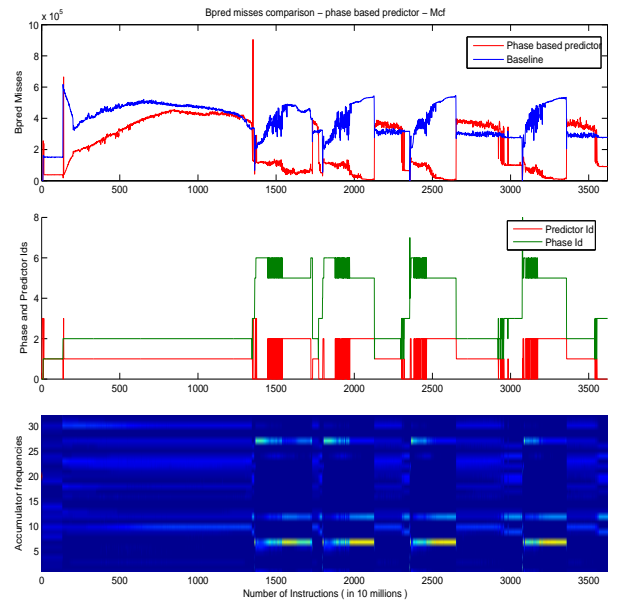 Bpred misses comparison − phase based predictor − Mcf
x 10^5
10
8
6
4
2
0
Bpred Misses
Phase based predictor
Baseline
0 500 1000 1500 2000 2500 3000 3500
8
6
4
2
0
Phase and Predictor Ids
Predictor Id
Phase Id
0 500 1000 1500 2000 2500 3000 3500
30
25
20
15
10
5
Accumulator frequencies
0 500 1000 1500 2000 2500 3000 3500
Number of Instructions ( in 10 millions )